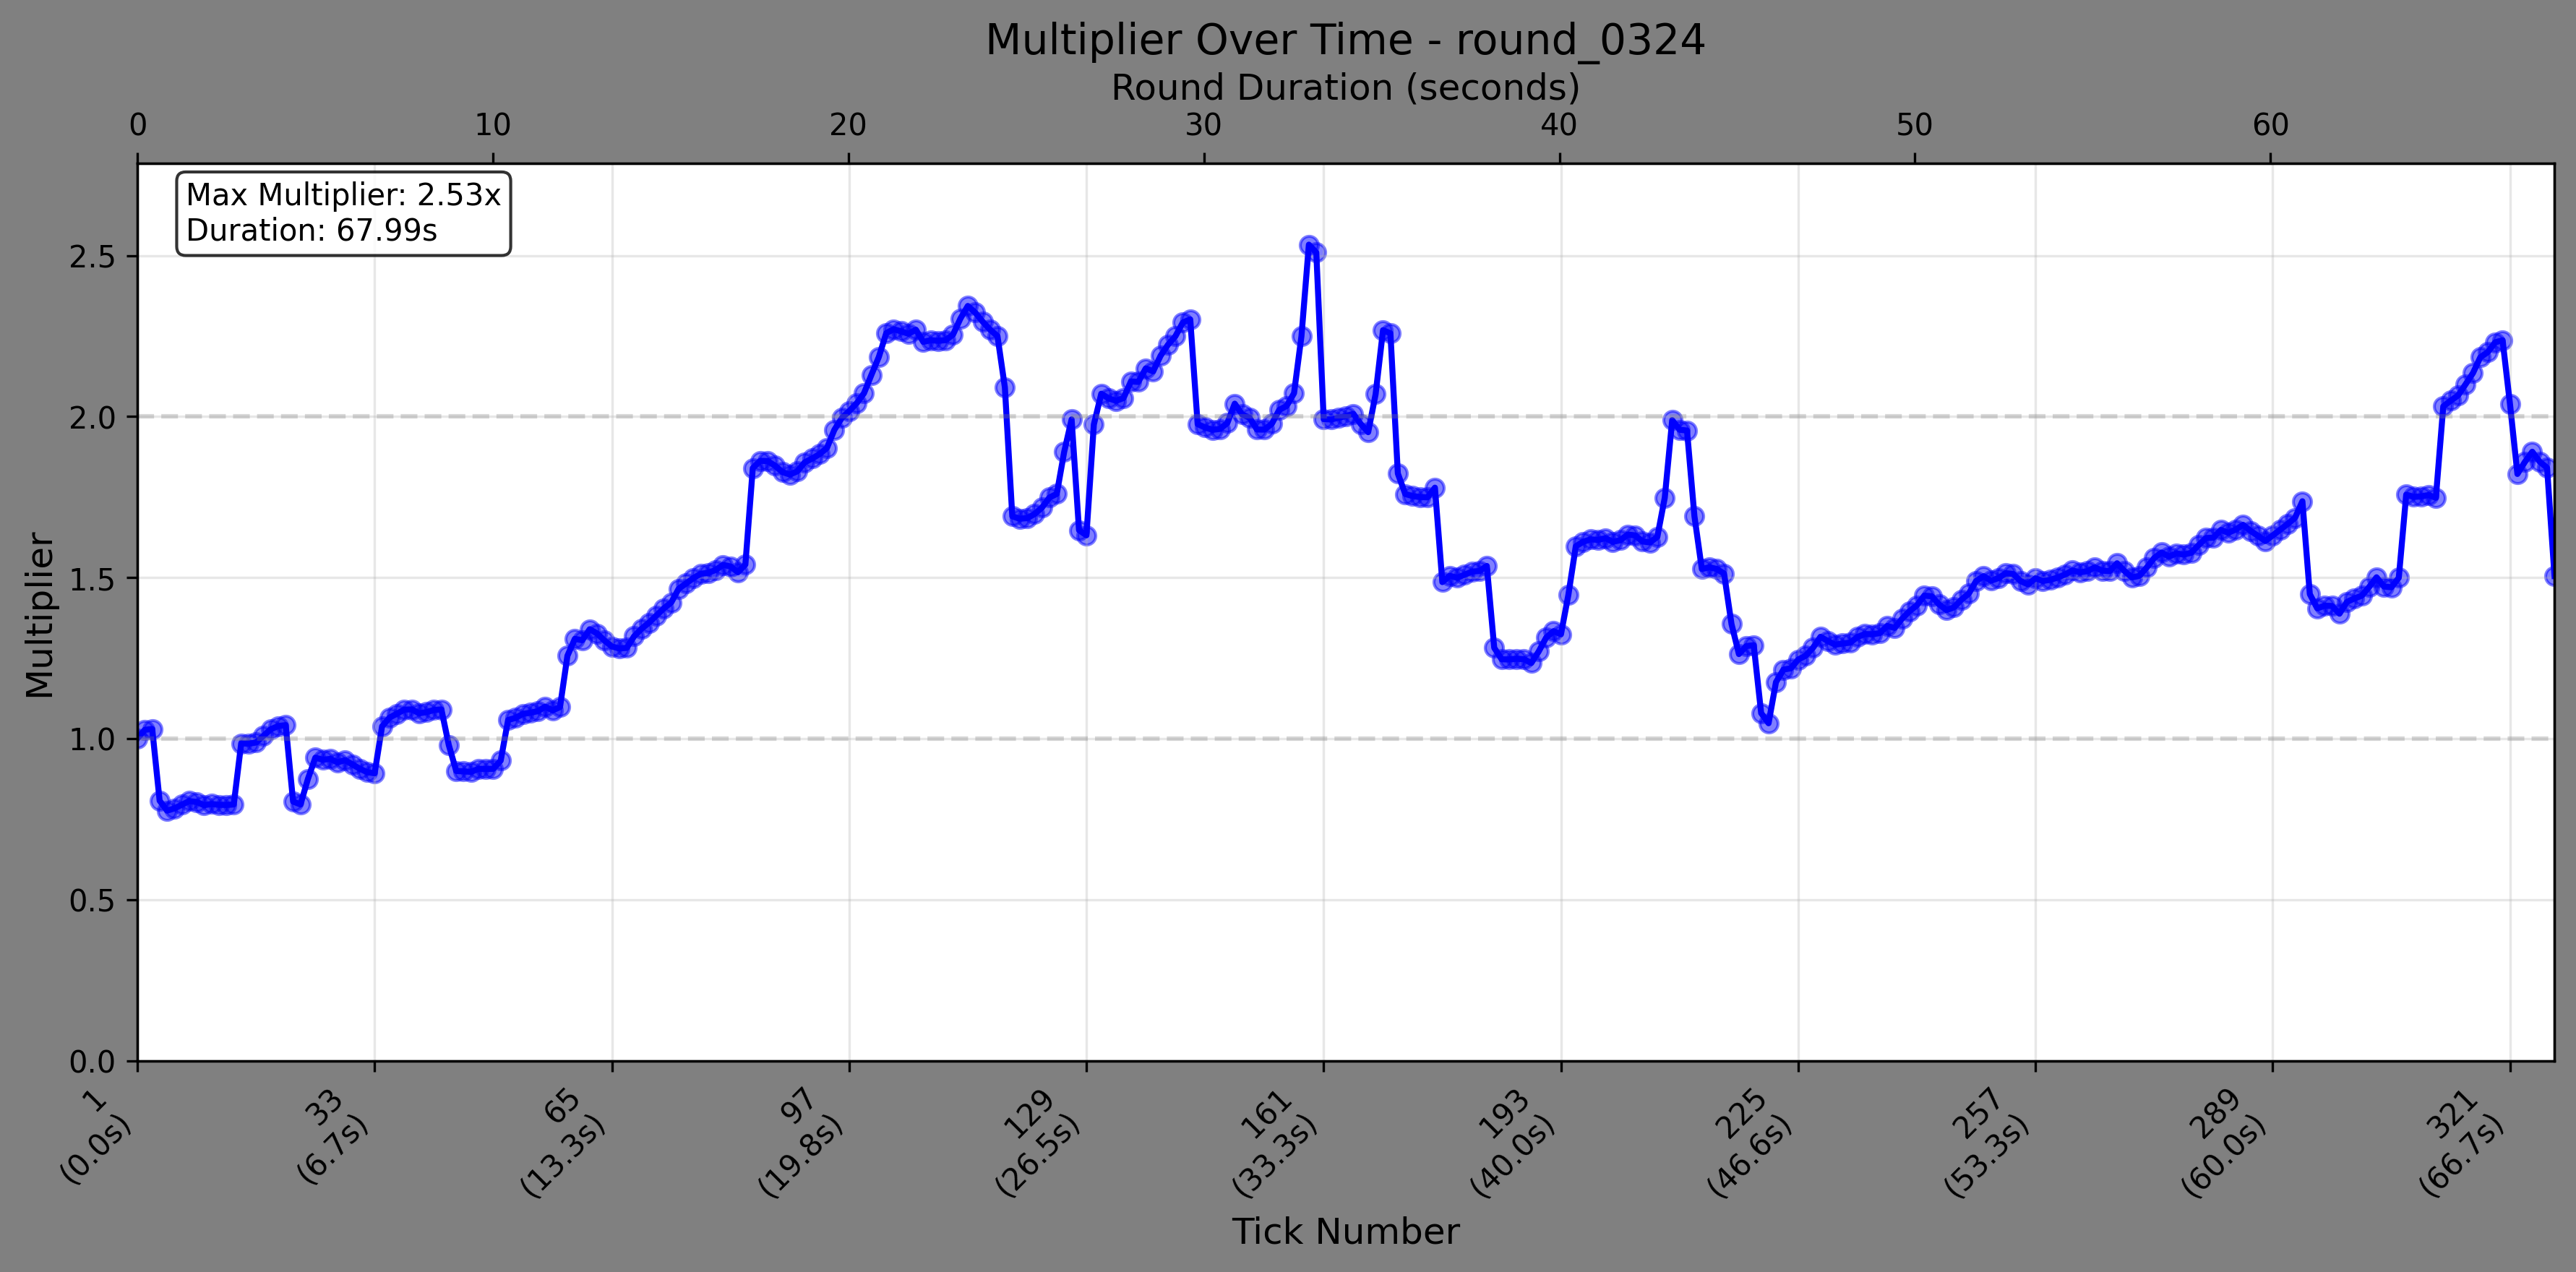 Multiplier Over Time - round_0324
Round Duration (seconds)
0 10 20 30 40 50 60
Max Multiplier: 2.53x
Duration: 67.99s
Multiplier
2.5
2.0
1.5
1.0
0.5
0.0
1
(0.0s)
33
(6.7s)
65
(13.3s)
97
(19.8s)
129
(26.5s)
161
(33.3s)
193
(40.0s)
225
(46.6s)
257
(53.3s)
289
(60.0s)
321
(66.7s)
Tick Number